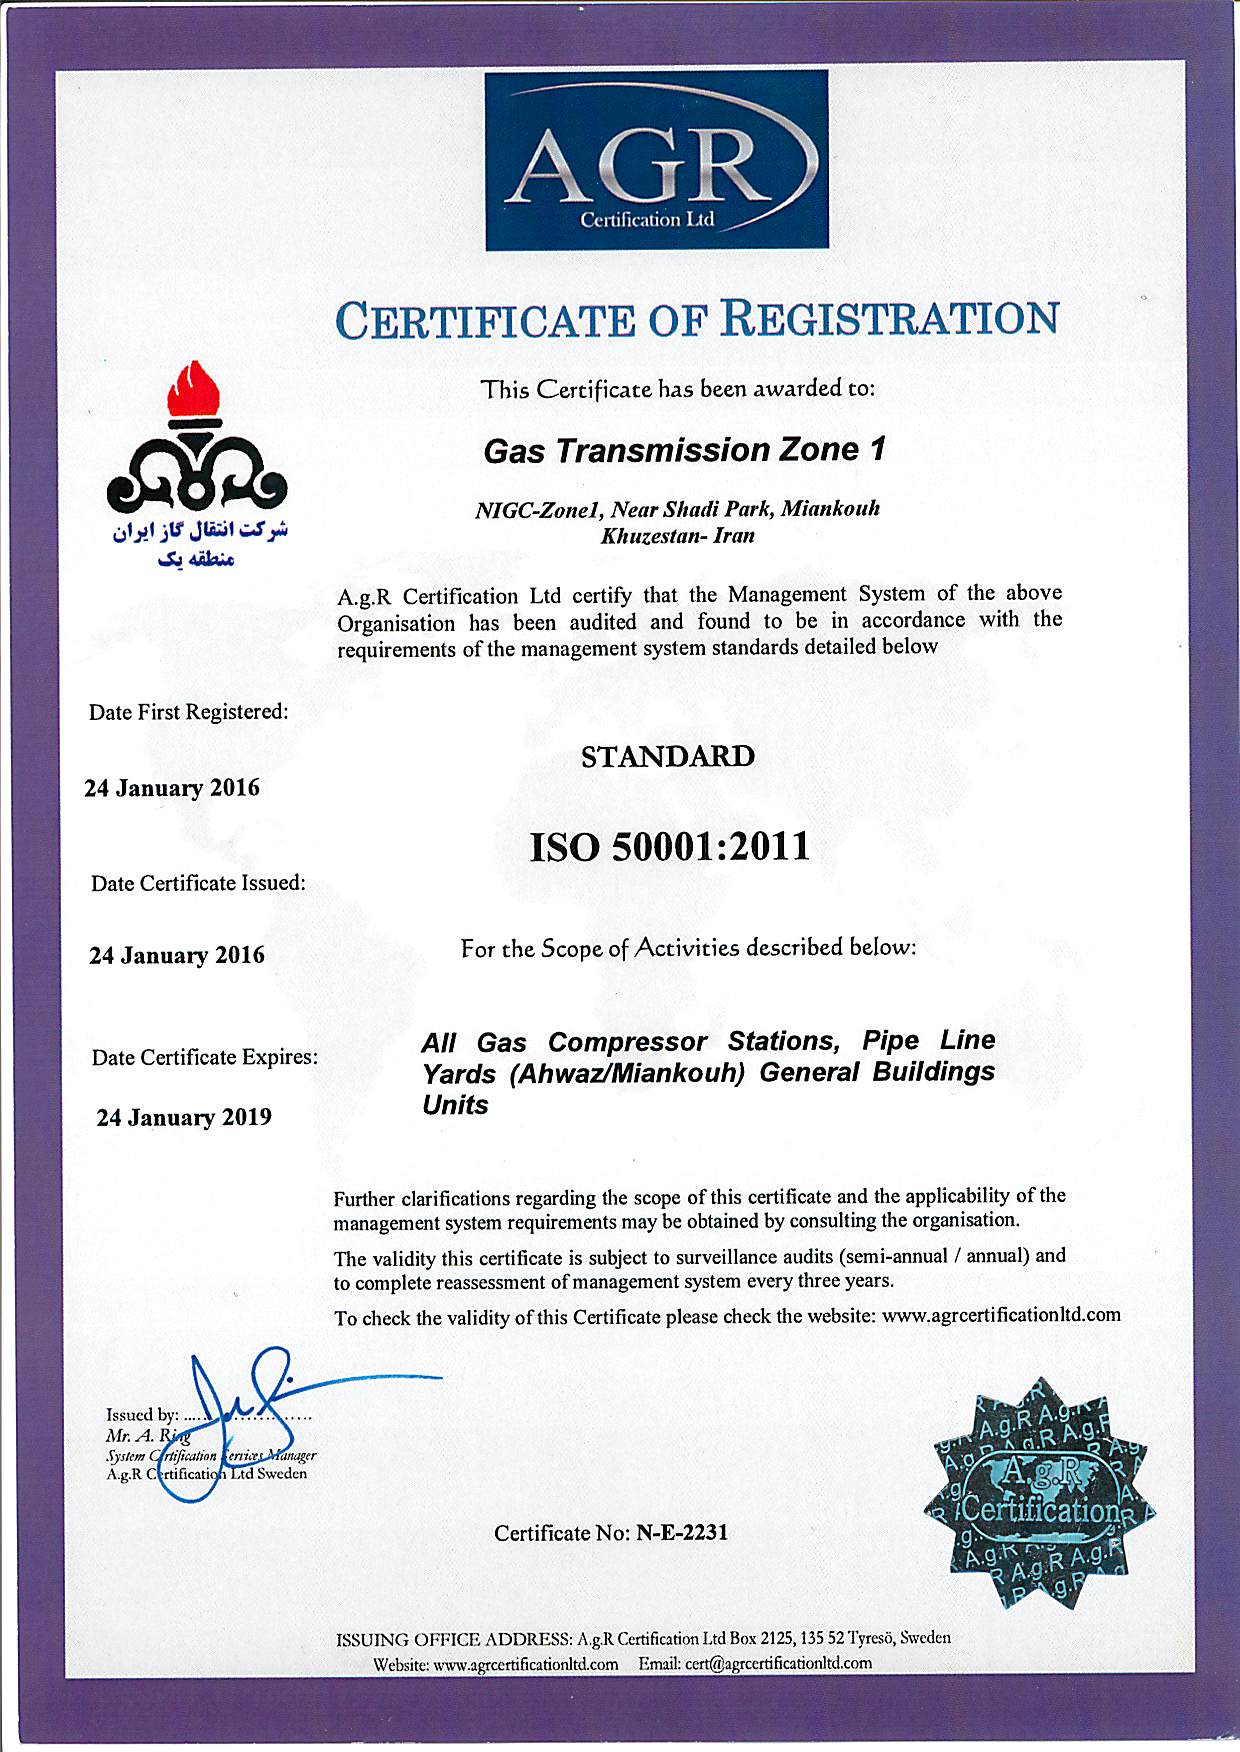 AGR
Certification Ltd
CERTIFICATE OF REGISTRATION
This Certificate has been awarded to:
Gas Transmission Zone 1
NIGC-Zone1, Near Shadi Park, Miankouh
Khuzestan- Iran
شرکت انتقال گاز ایران
منطقه یک
A.g.R Certification Ltd certify that the Management System of the above
Organisation has been audited and found to be in accordance with the
requirements of the management system standards detailed below
Date First Registered:
24 January 2016
STANDARD
ISO 50001:2011
Date Certificate Issued:
24 January 2016
For the Scope of Activities described below:
Date Certificate Expires:
24 January 2019
All Gas Compressor Stations, Pipe Line
Yards (Ahwaz/Miankouh) General Buildings
Units
Further clarifications regarding the scope of this certificate and the applicability of the
management system requirements may be obtained by consulting the organisation.
The validity this certificate is subject to surveillance audits (semi-annual / annual) and
to complete reassessment of management system every three years.
To check the validity of this Certificate please check the website: www.agrcertificationltd.com
Issued by: ......................
Mr. A. Ring
System Certification Services Manager
A.g.R Certification Ltd Sweden
A.g.R
Certification
Certificate No: N-E-2231
ISSUING OFFICE ADDRESS: A.g.R Certification Ltd Box 2125, 135 52 Tyresö, Sweden
Website: www.agrcertificationltd.com Email: cert@agrcertificationltd.com